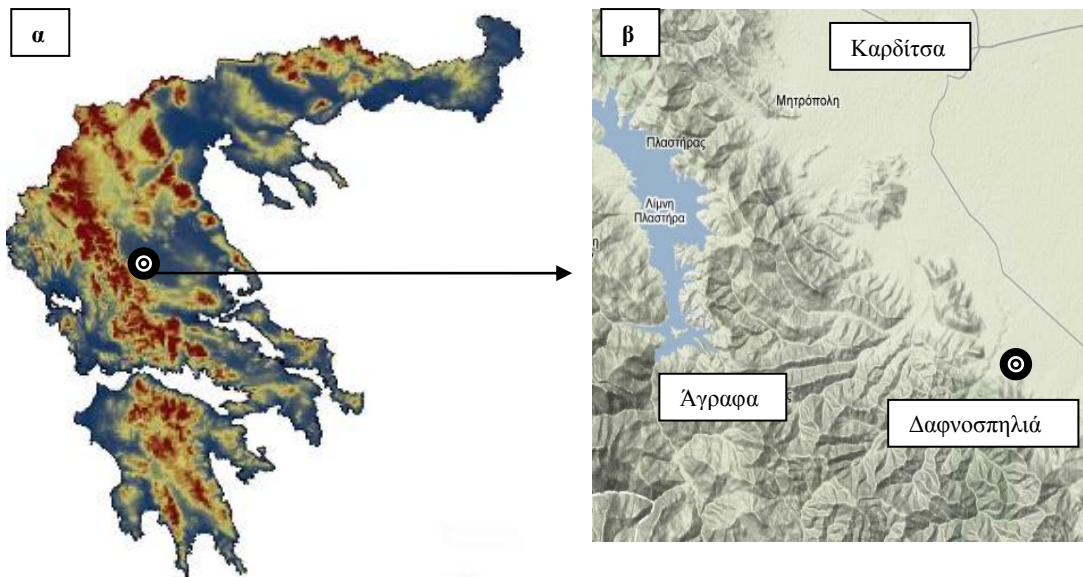 α
β
Καρδίτσα
Μητρόπολη
Πλαστήρας
Λίμνη
Πλαστήρα
η
Άγραφα
ς
Δαφνοσπηλιά